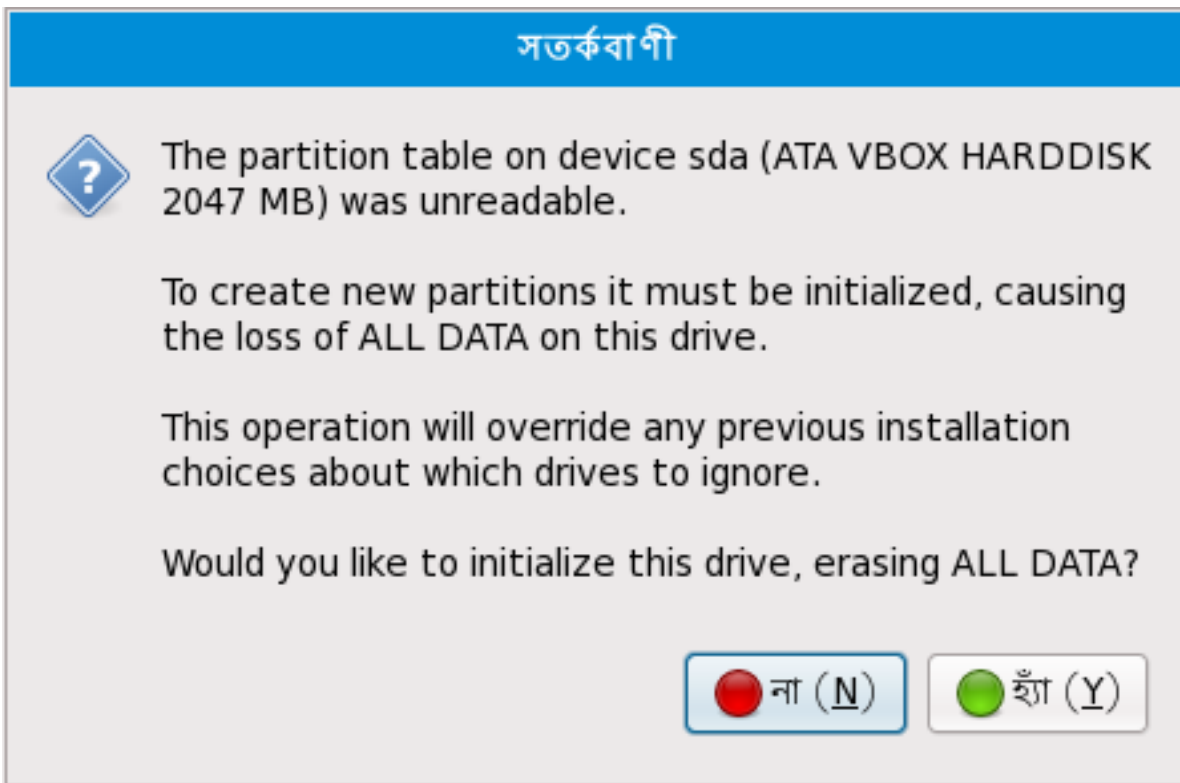 সতর্কবাণী
The partition table on device sda (ATA VBOX HARDDISK
2047 MB) was unreadable.
To create new partitions it must be initialized, causing
the loss of ALL DATA on this drive.
This operation will override any previous installation
choices about which drives to ignore.
Would you like to initialize this drive, erasing ALL DATA?
না (N) হ্যাঁ (Y)